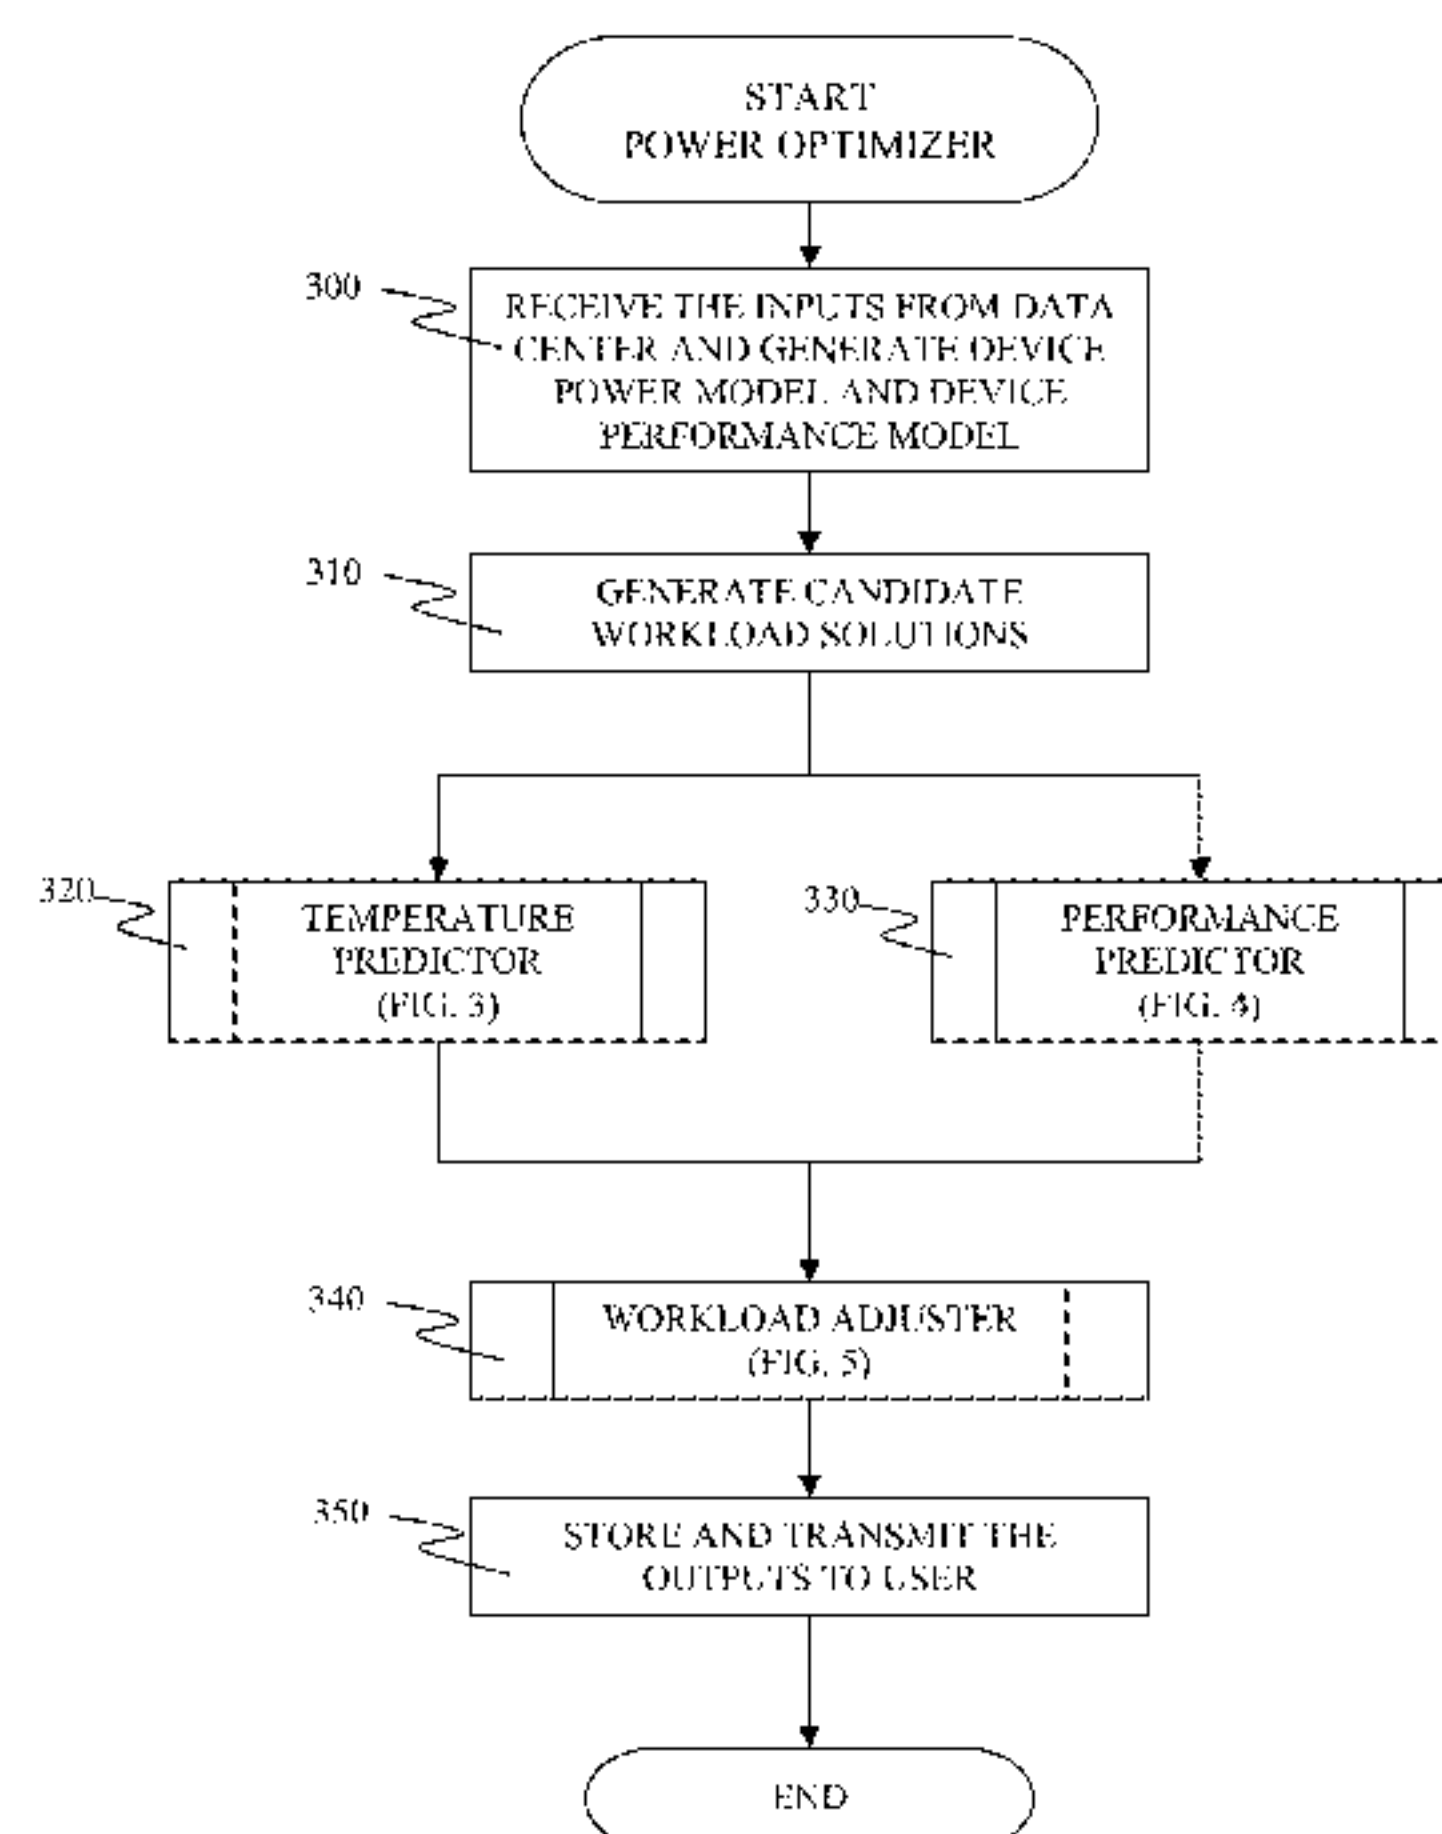 START
POWER OPTIMIZER
300
RECEIVE THE INPUTS FROM DATA
CENTER AND GENERATE DEVICE
POWER MODEL AND DEVICE
PERFORMANCE MODEL
310
GENERATE CANDIDATE
WORKLOAD SOLUTIONS
320
TEMPERATURE
PREDICTOR
(FIG. 3)
330
PERFORMANCE
PREDICTOR
(FIG. 4)
340
WORKLOAD ADJUSTER
(FIG. 5)
350
STORE AND TRANSMIT THE
OUTPUTS TO USER
END